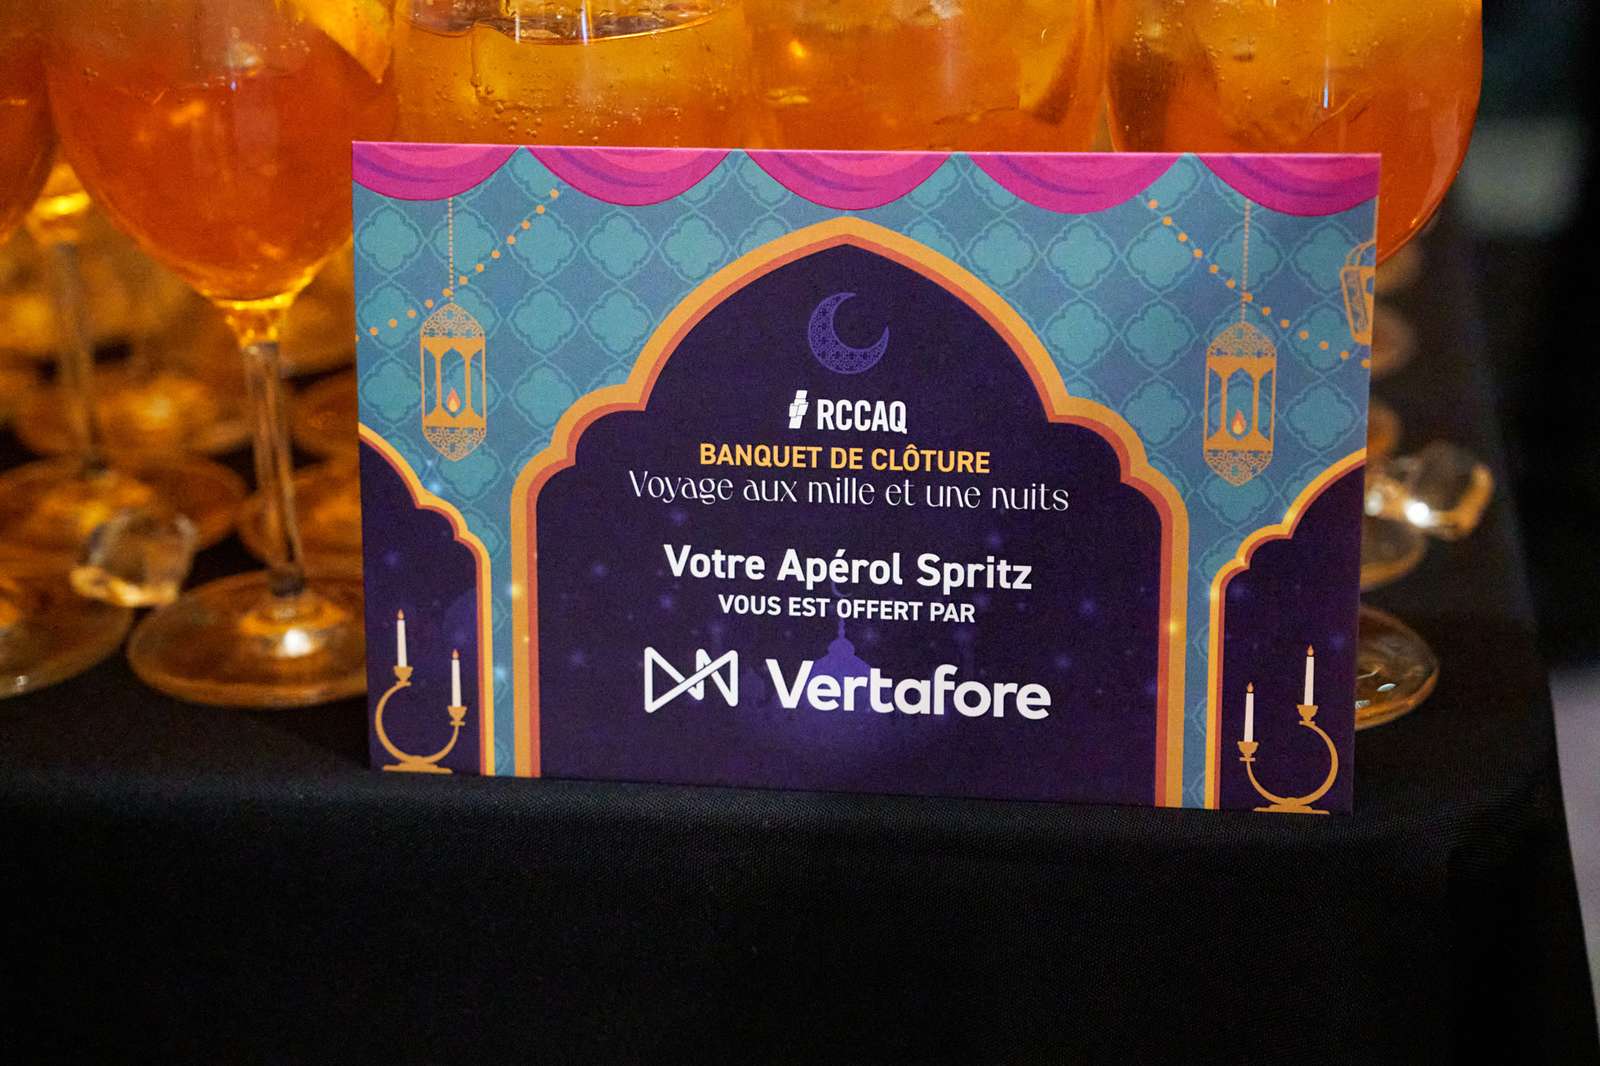 RCCAQ
BANQUET DE CLÔTURE
Voyage aux mille et une nuits
Votre Apérol Spritz
VOUS EST OFFERT PAR
Vertafore